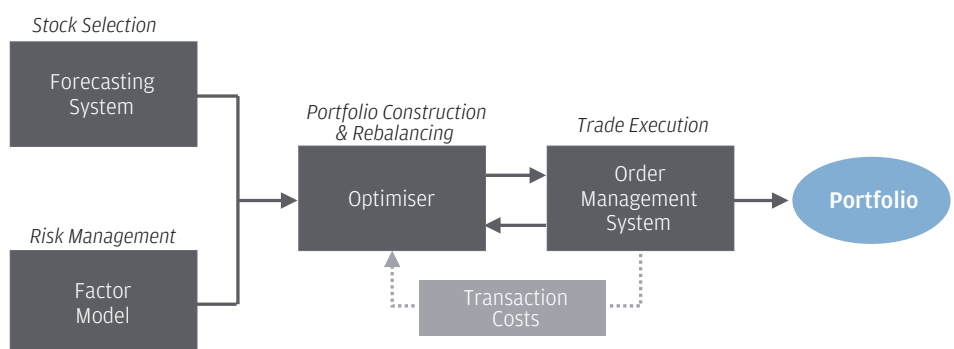 Stock Selection
Forecasting
System
Portfolio Construction
& Rebalancing
Optimiser
Trade Execution
Order
Management
System
Portfolio
Risk Management
Factor
Model
Transaction
Costs